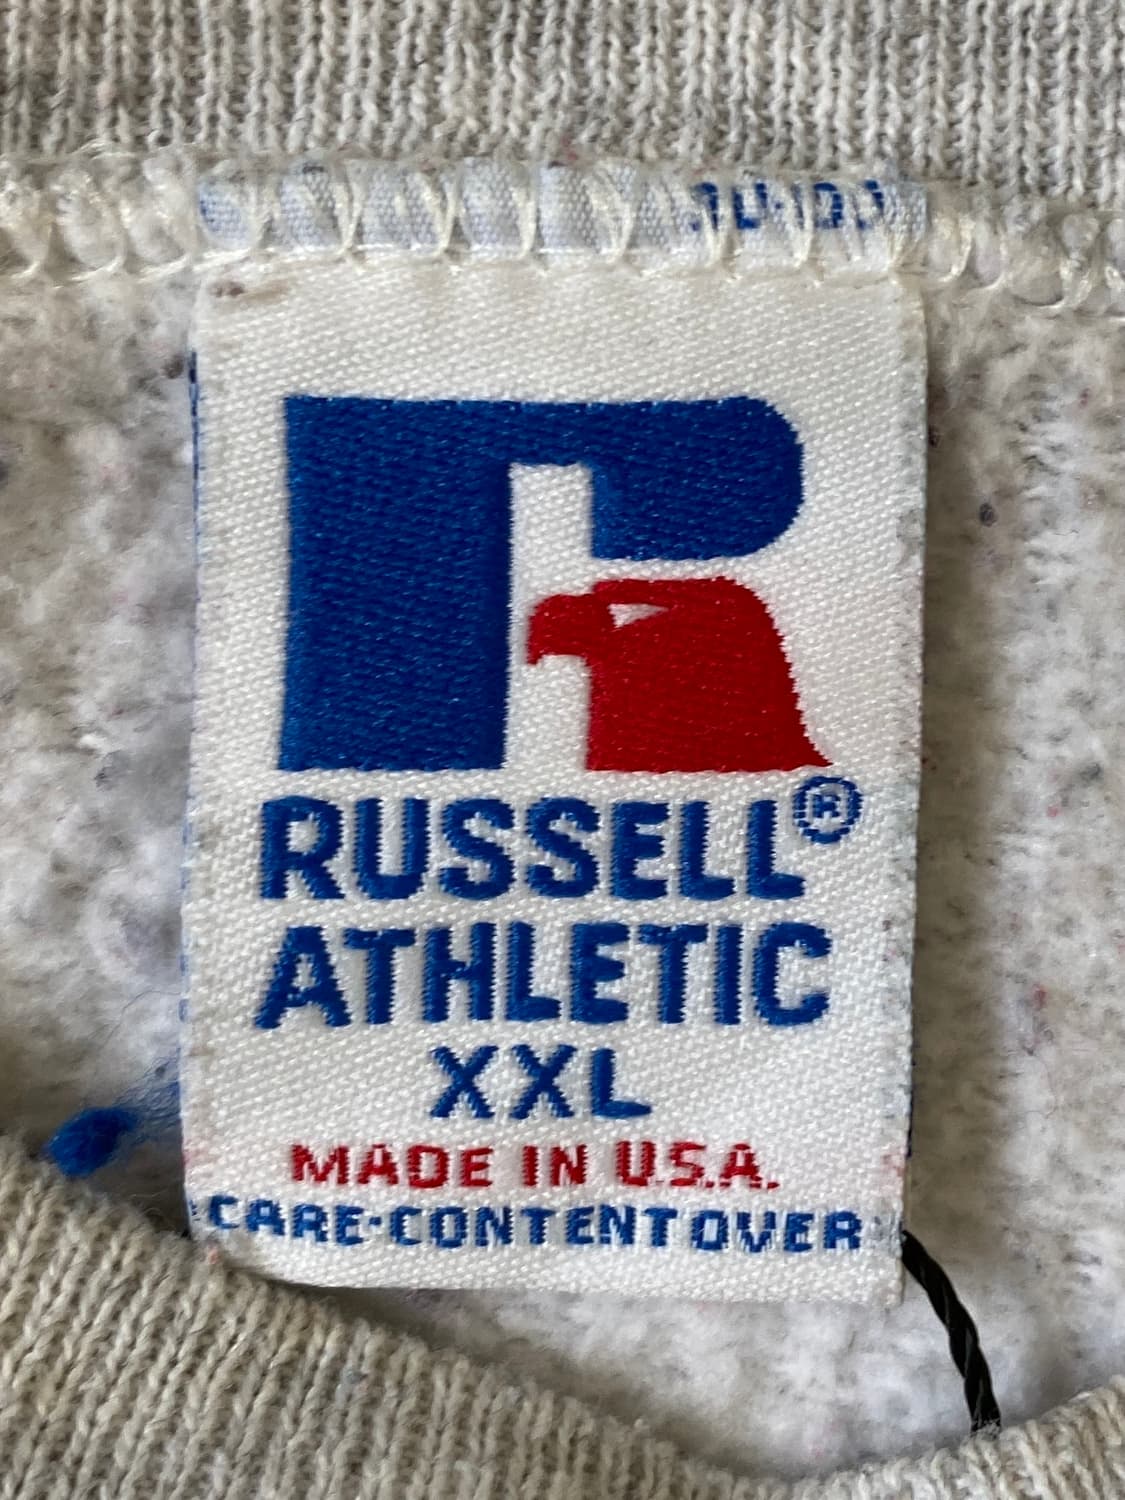 RUSSELL®
ATHLETIC
XXL
MADE IN U.S.A.
CARE-CONTENT OVER